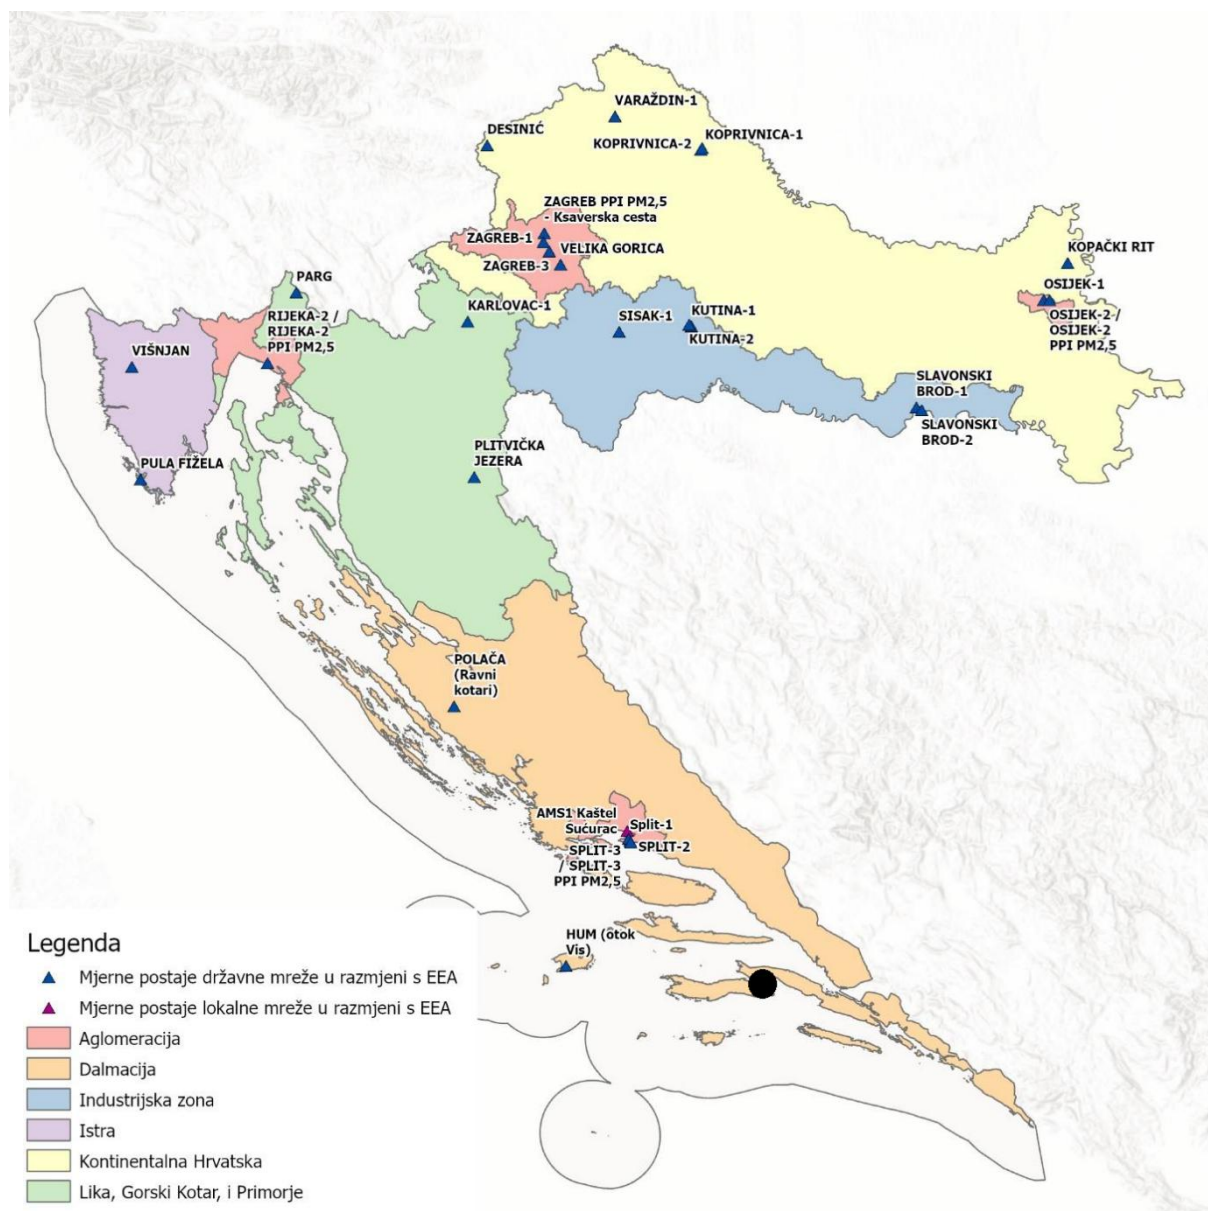 VARAŽDIN-1
DESINIĆ
KOPRIVNICA-1
KOPRIVNICA-2
ZAGREB PPI PM2,5
- Ksaverska cesta
ZAGREB-1
VELIKA GORICA
ZAGREB-3
KOPAČKI RIT
OSIJEK-1
OSIJEK-2 /
OSIJEK-2
PPI PM2,5
PARG
RIJEKA-2 /
RIJEKA-2
PPI PM2,5
KARLOVAC-1
SISAK-1
KUTINA-1
KUTINA-2
VIŠNJAN
SLAVONSKI
BROD-1
SLAVONSKI
BROD-2
PULA FIŽELA
PLITVIČKA
JEZERA
POLAČA
(Ravni
kotari)
AMS1 Kaštel
Sućurac
Split-1
SPLIT-2
SPLIT-3
/ SPLIT-3
PPI PM2,5
HUM (otok
Vis)
Legenda
Mjerne postaje državne mreže u razmjeni s EEA
Mjerne postaje lokalne mreže u razmjeni s EEA
Aglomeracija
Dalmacija
Industrijska zona
Istra
Kontinentalna Hrvatska
Lika, Gorski Kotar, i Primorje